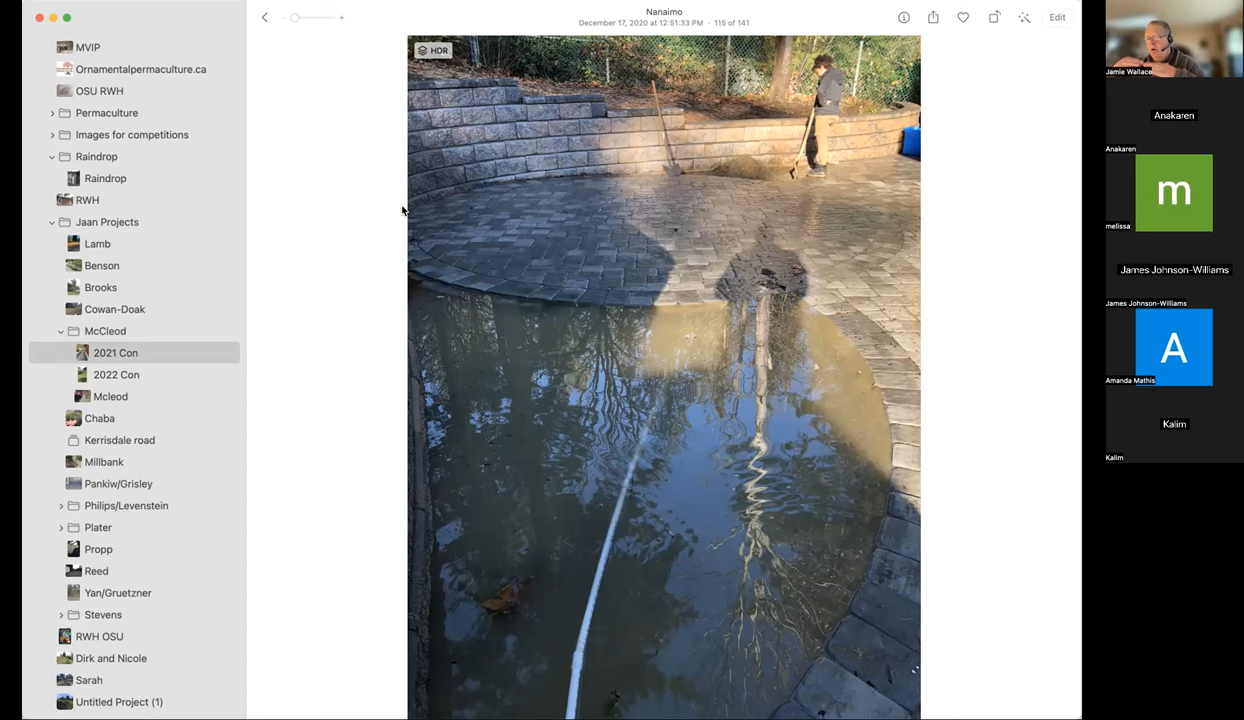 Nanaimo
December 17, 2020 at 12:51:33 PM · 115 of 141
Edit
HDR
MVIP
Ornamentalpermaculture.ca
OSU RWH
Permaculture
Images for competitions
Raindrop
Raindrop
RWH
Jaan Projects
Lamb
Benson
Brooks
Cowan-Doak
McCleod
2021 Con
2022 Con
Mcleod
Chaba
Kerrisdale road
Millbank
Pankiw/Grisley
Philips/Levenstein
Plater
Propp
Reed
Yan/Gruetzner
Stevens
RWH OSU
Dirk and Nicole
Sarah
Untitled Project (1)
Jamie Wallace
Anakaren
Anakaren
m
melissa
James Johnson-Williams
James Johnson-Williams
A
Amanda Mathis
Kalim
Kalim